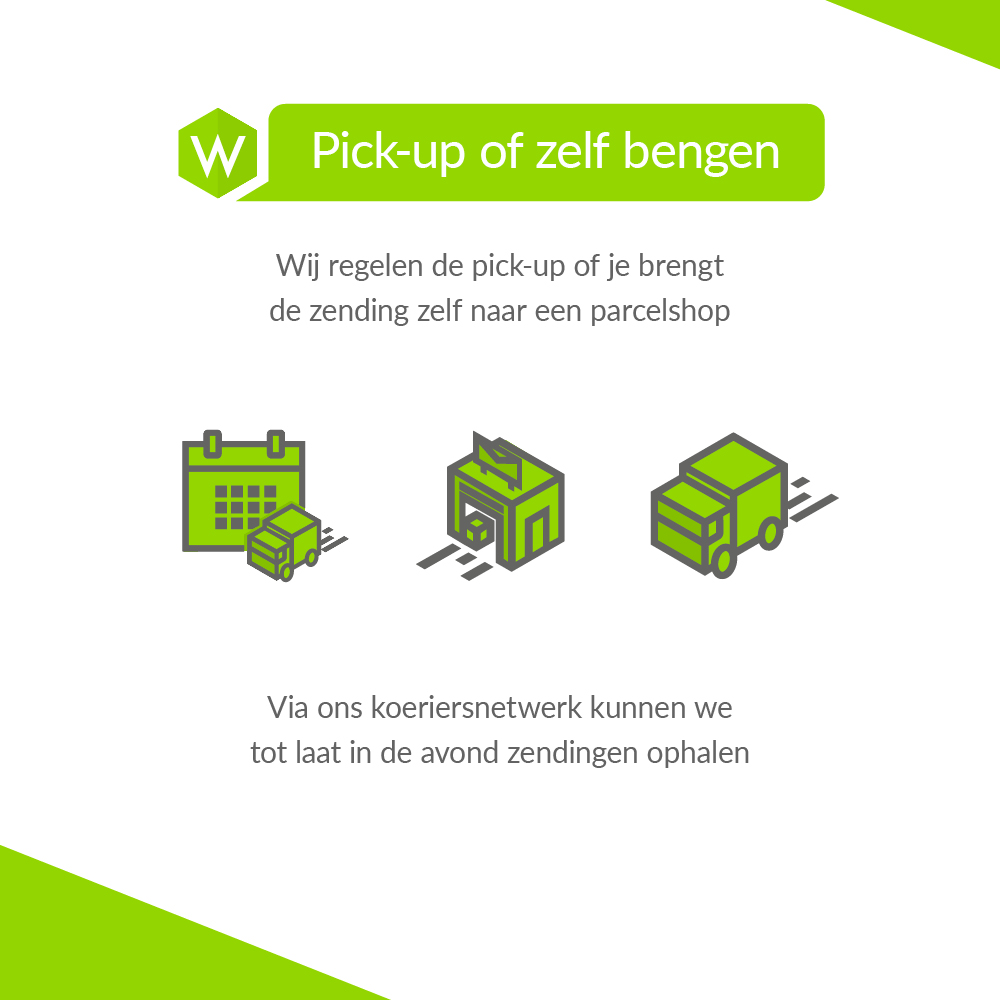 W
Pick-up of zelf bengen
Wij regelen de pick-up of je brengt
de zending zelf naar een parcelshop
Via ons koeriersnetwerk kunnen we
tot laat in de avond zendingen ophalen